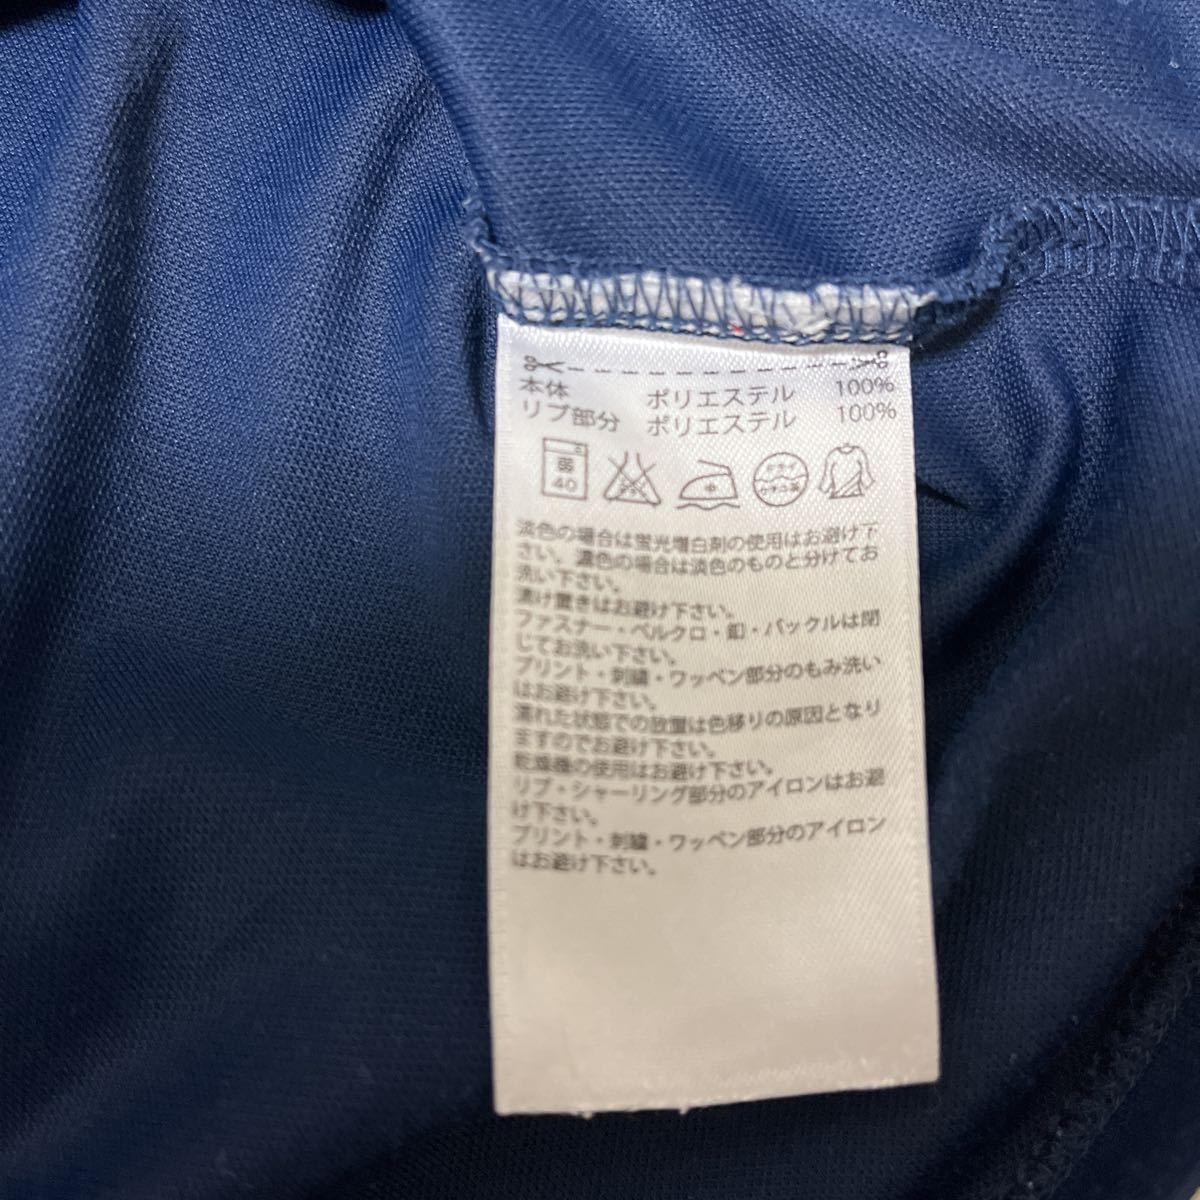 本体 ポリエステル 100%
リブ部分 ポリエステル 100%
弱
40
淡色の場合は蛍光増白剤の使用はお避け下
さい。濃色の場合は淡色のものと分けてお
洗い下さい。
漬け置きはお避け下さい。
ファスナー・ベルクロ・釦・バックルは閉
じてお洗い下さい。
プリント・刺繍・ワッペン部分のもみ洗い
はお避け下さい。
濡れた状態での放置は色移りの原因となり
ますのでお避け下さい。
乾燥機の使用はお避け下さい。
リブ・シャーリング部分のアイロンはお避
け下さい。
プリント・刺繍・ワッペン部分のアイロン
はお避け下さい。